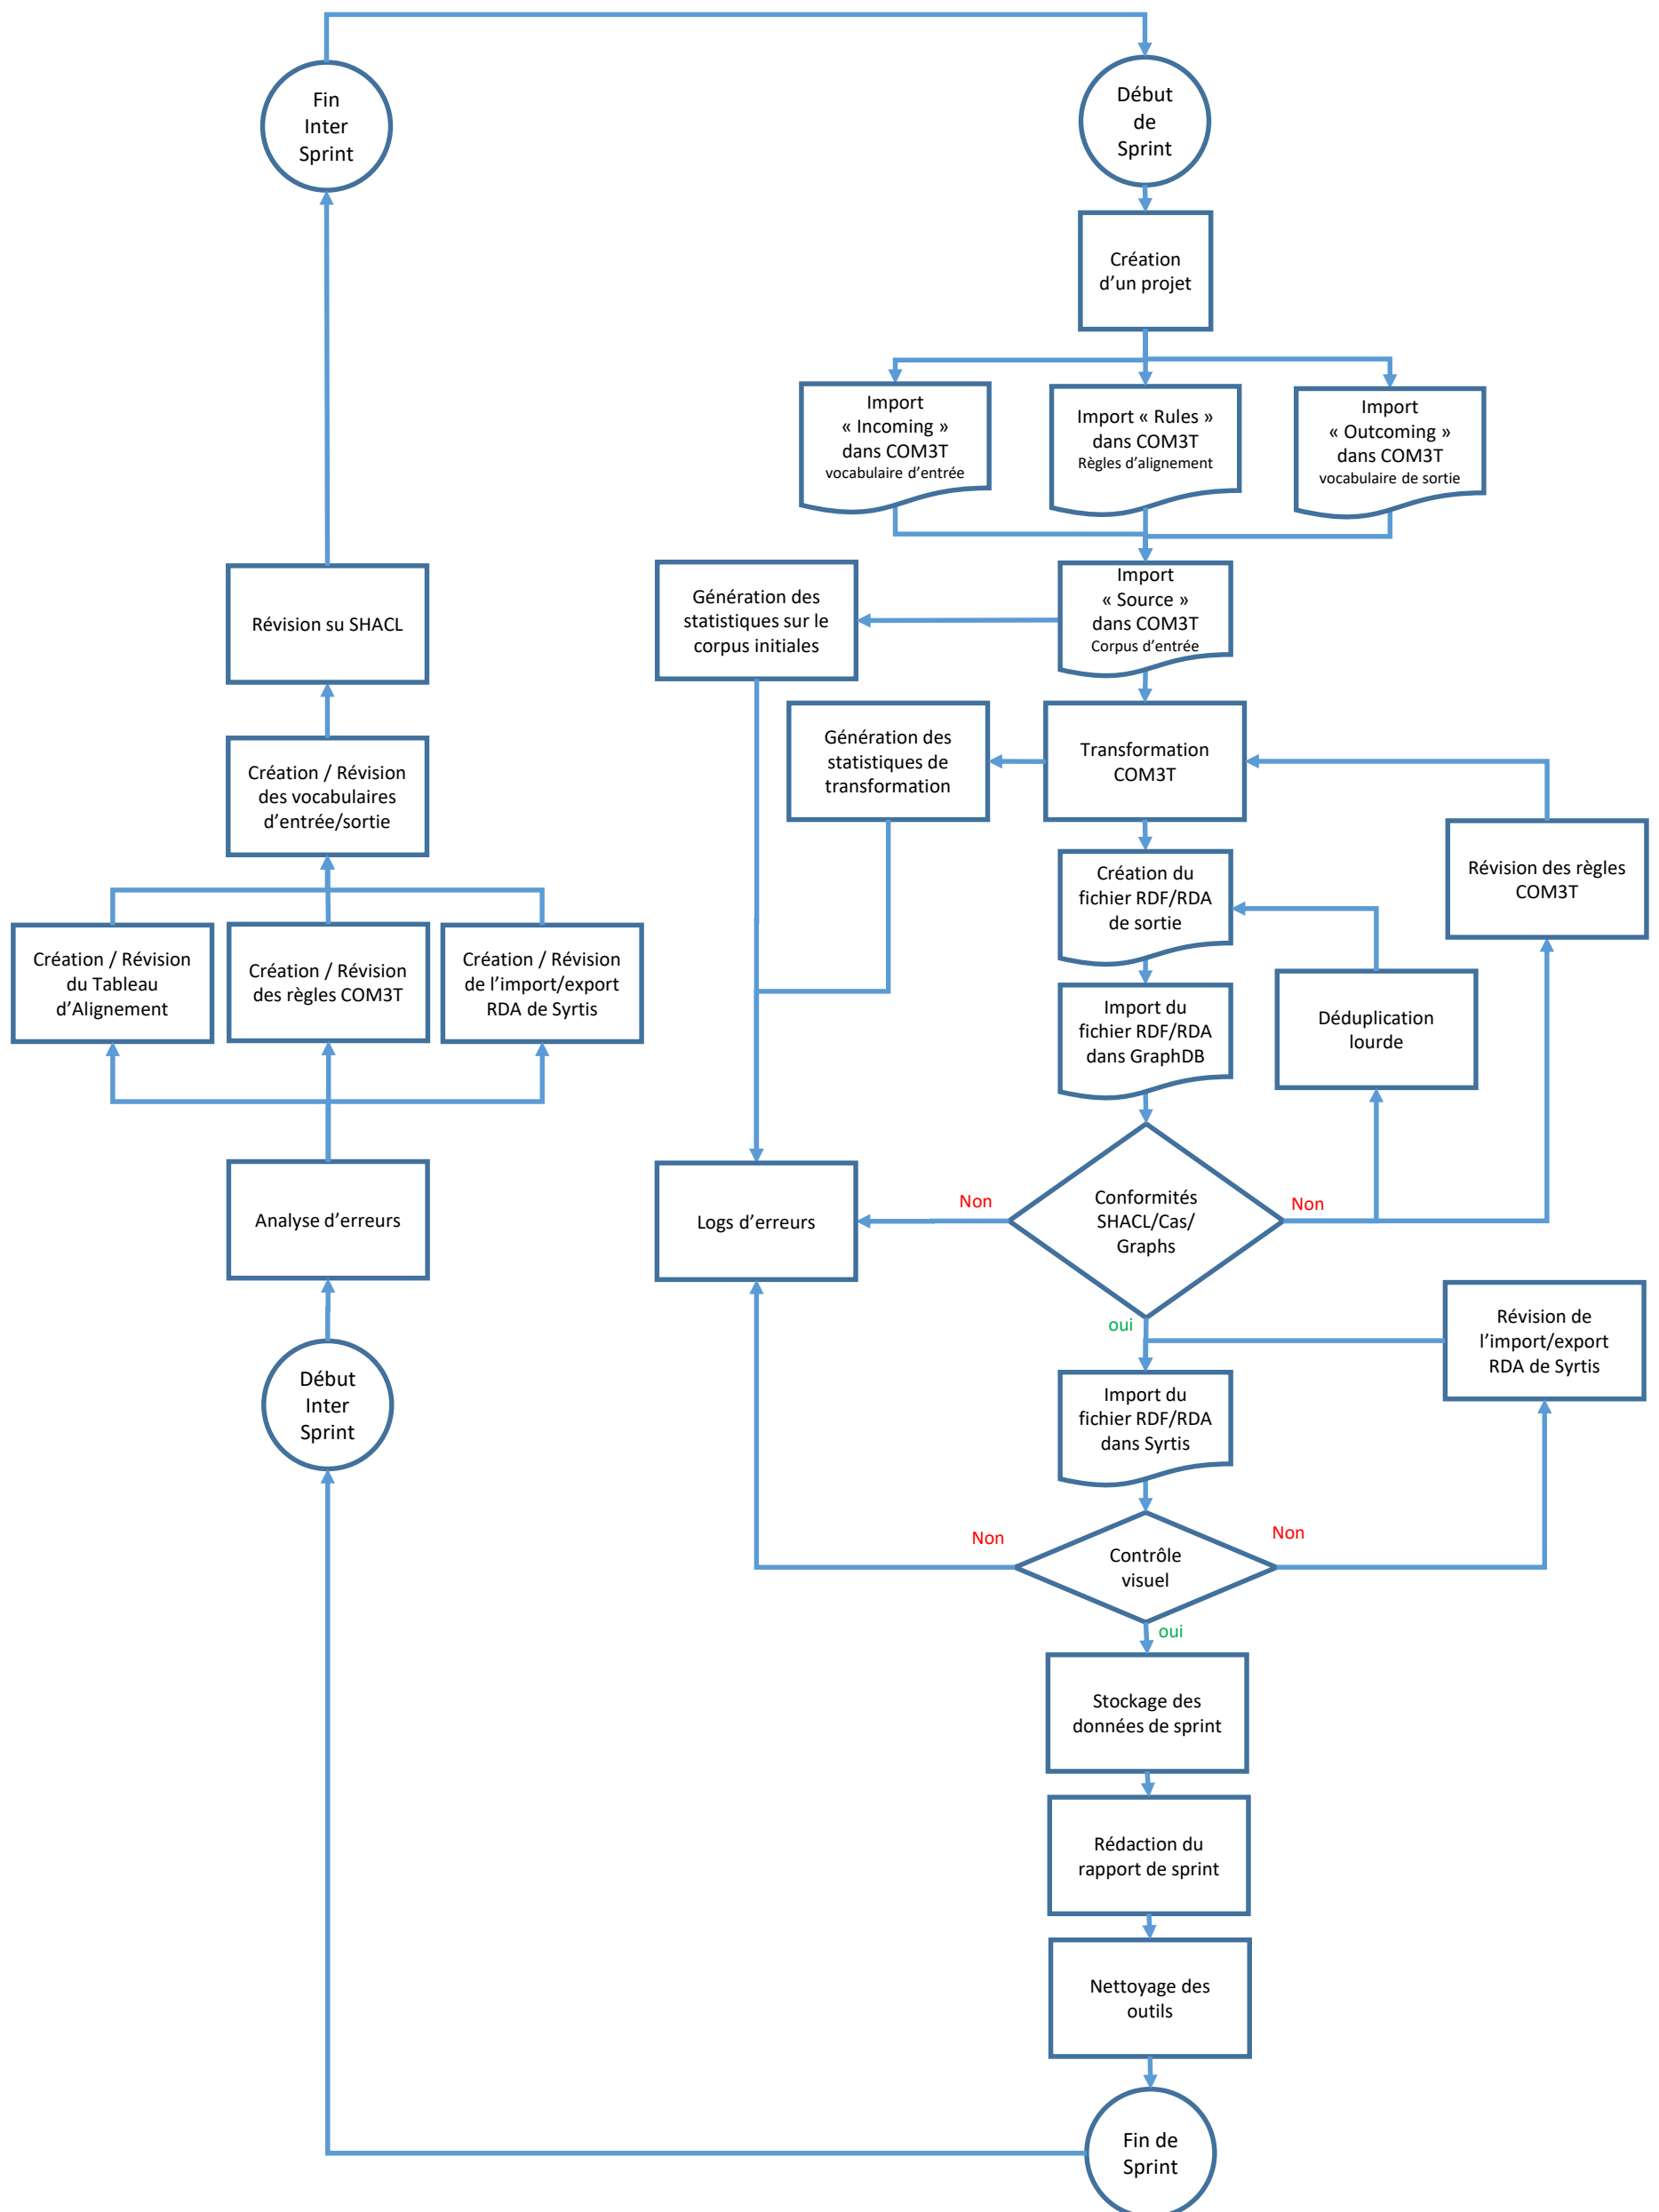 Fin
Inter
Sprint
Début
de
Sprint
Création
d’un projet
Import
« Incoming »
dans COM3T
vocabulaire d’entrée
Import « Rules »
dans COM3T
Règles d’alignement
Import
« Outcoming »
dans COM3T
vocabulaire de sortie
Révision su SHACL
Génération des
statistiques sur le
corpus initiales
Import
« Source »
dans COM3T
Corpus d’entrée
Création / Révision
des vocabulaires
d’entrée/sortie
Génération des
statistiques de
transformation
Transformation
COM3T
Révision des règles
COM3T
Création du
fichier RDF/RDA
de sortie
Création / Révision
du Tableau
d’Alignement
Création / Révision
des règles COM3T
Création / Révision
de l’import/export
RDA de Syrtis
Import du
fichier RDF/RDA
dans GraphDB
Déduplication
lourde
Analyse d’erreurs
Logs d’erreurs
Non
Conformités
SHACL/Cas/
Graphs
Non
oui
Révision de
l’import/export
RDA de Syrtis
Début
Inter
Sprint
Import du
fichier RDF/RDA
dans Syrtis
Non
Contrôle
visuel
Non
oui
Stockage des
données de sprint
Rédaction du
rapport de sprint
Nettoyage des
outils
Fin de
Sprint